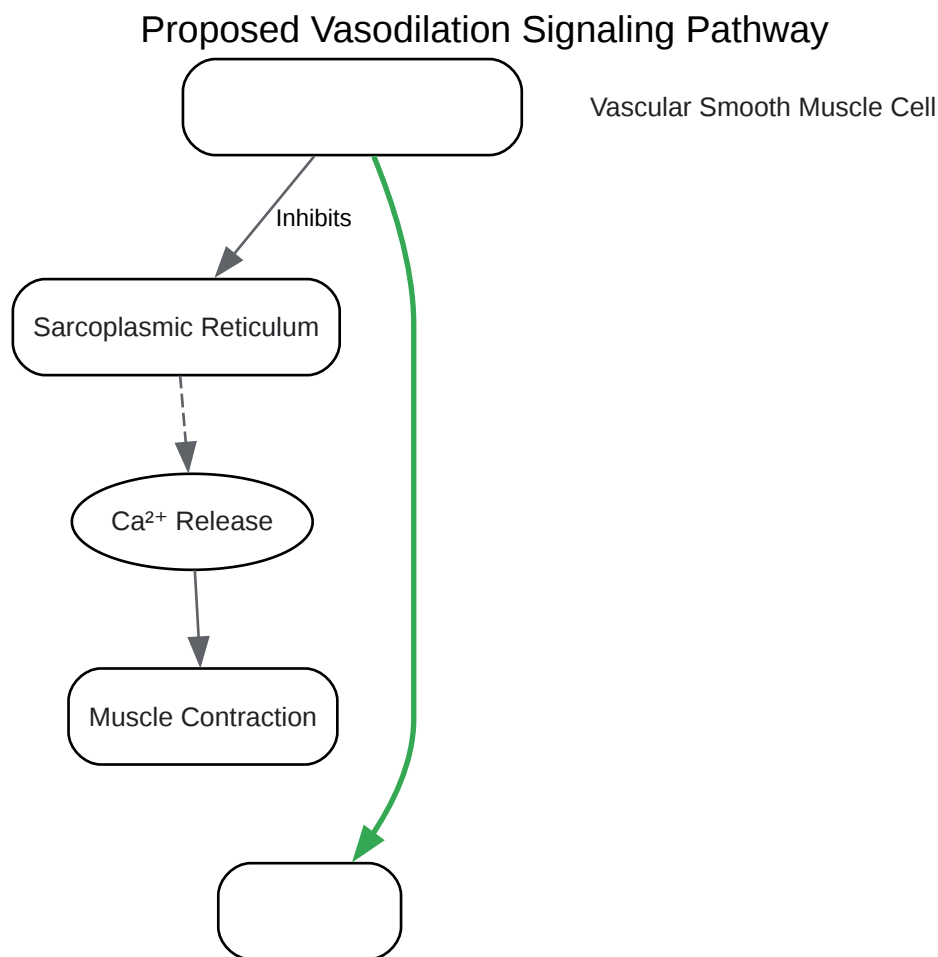 Proposed Vasodilation Signaling Pathway
Vascular Smooth Muscle Cell
Inhibits
Sarcoplasmic Reticulum
Ca²⁺ Release
Muscle Contraction